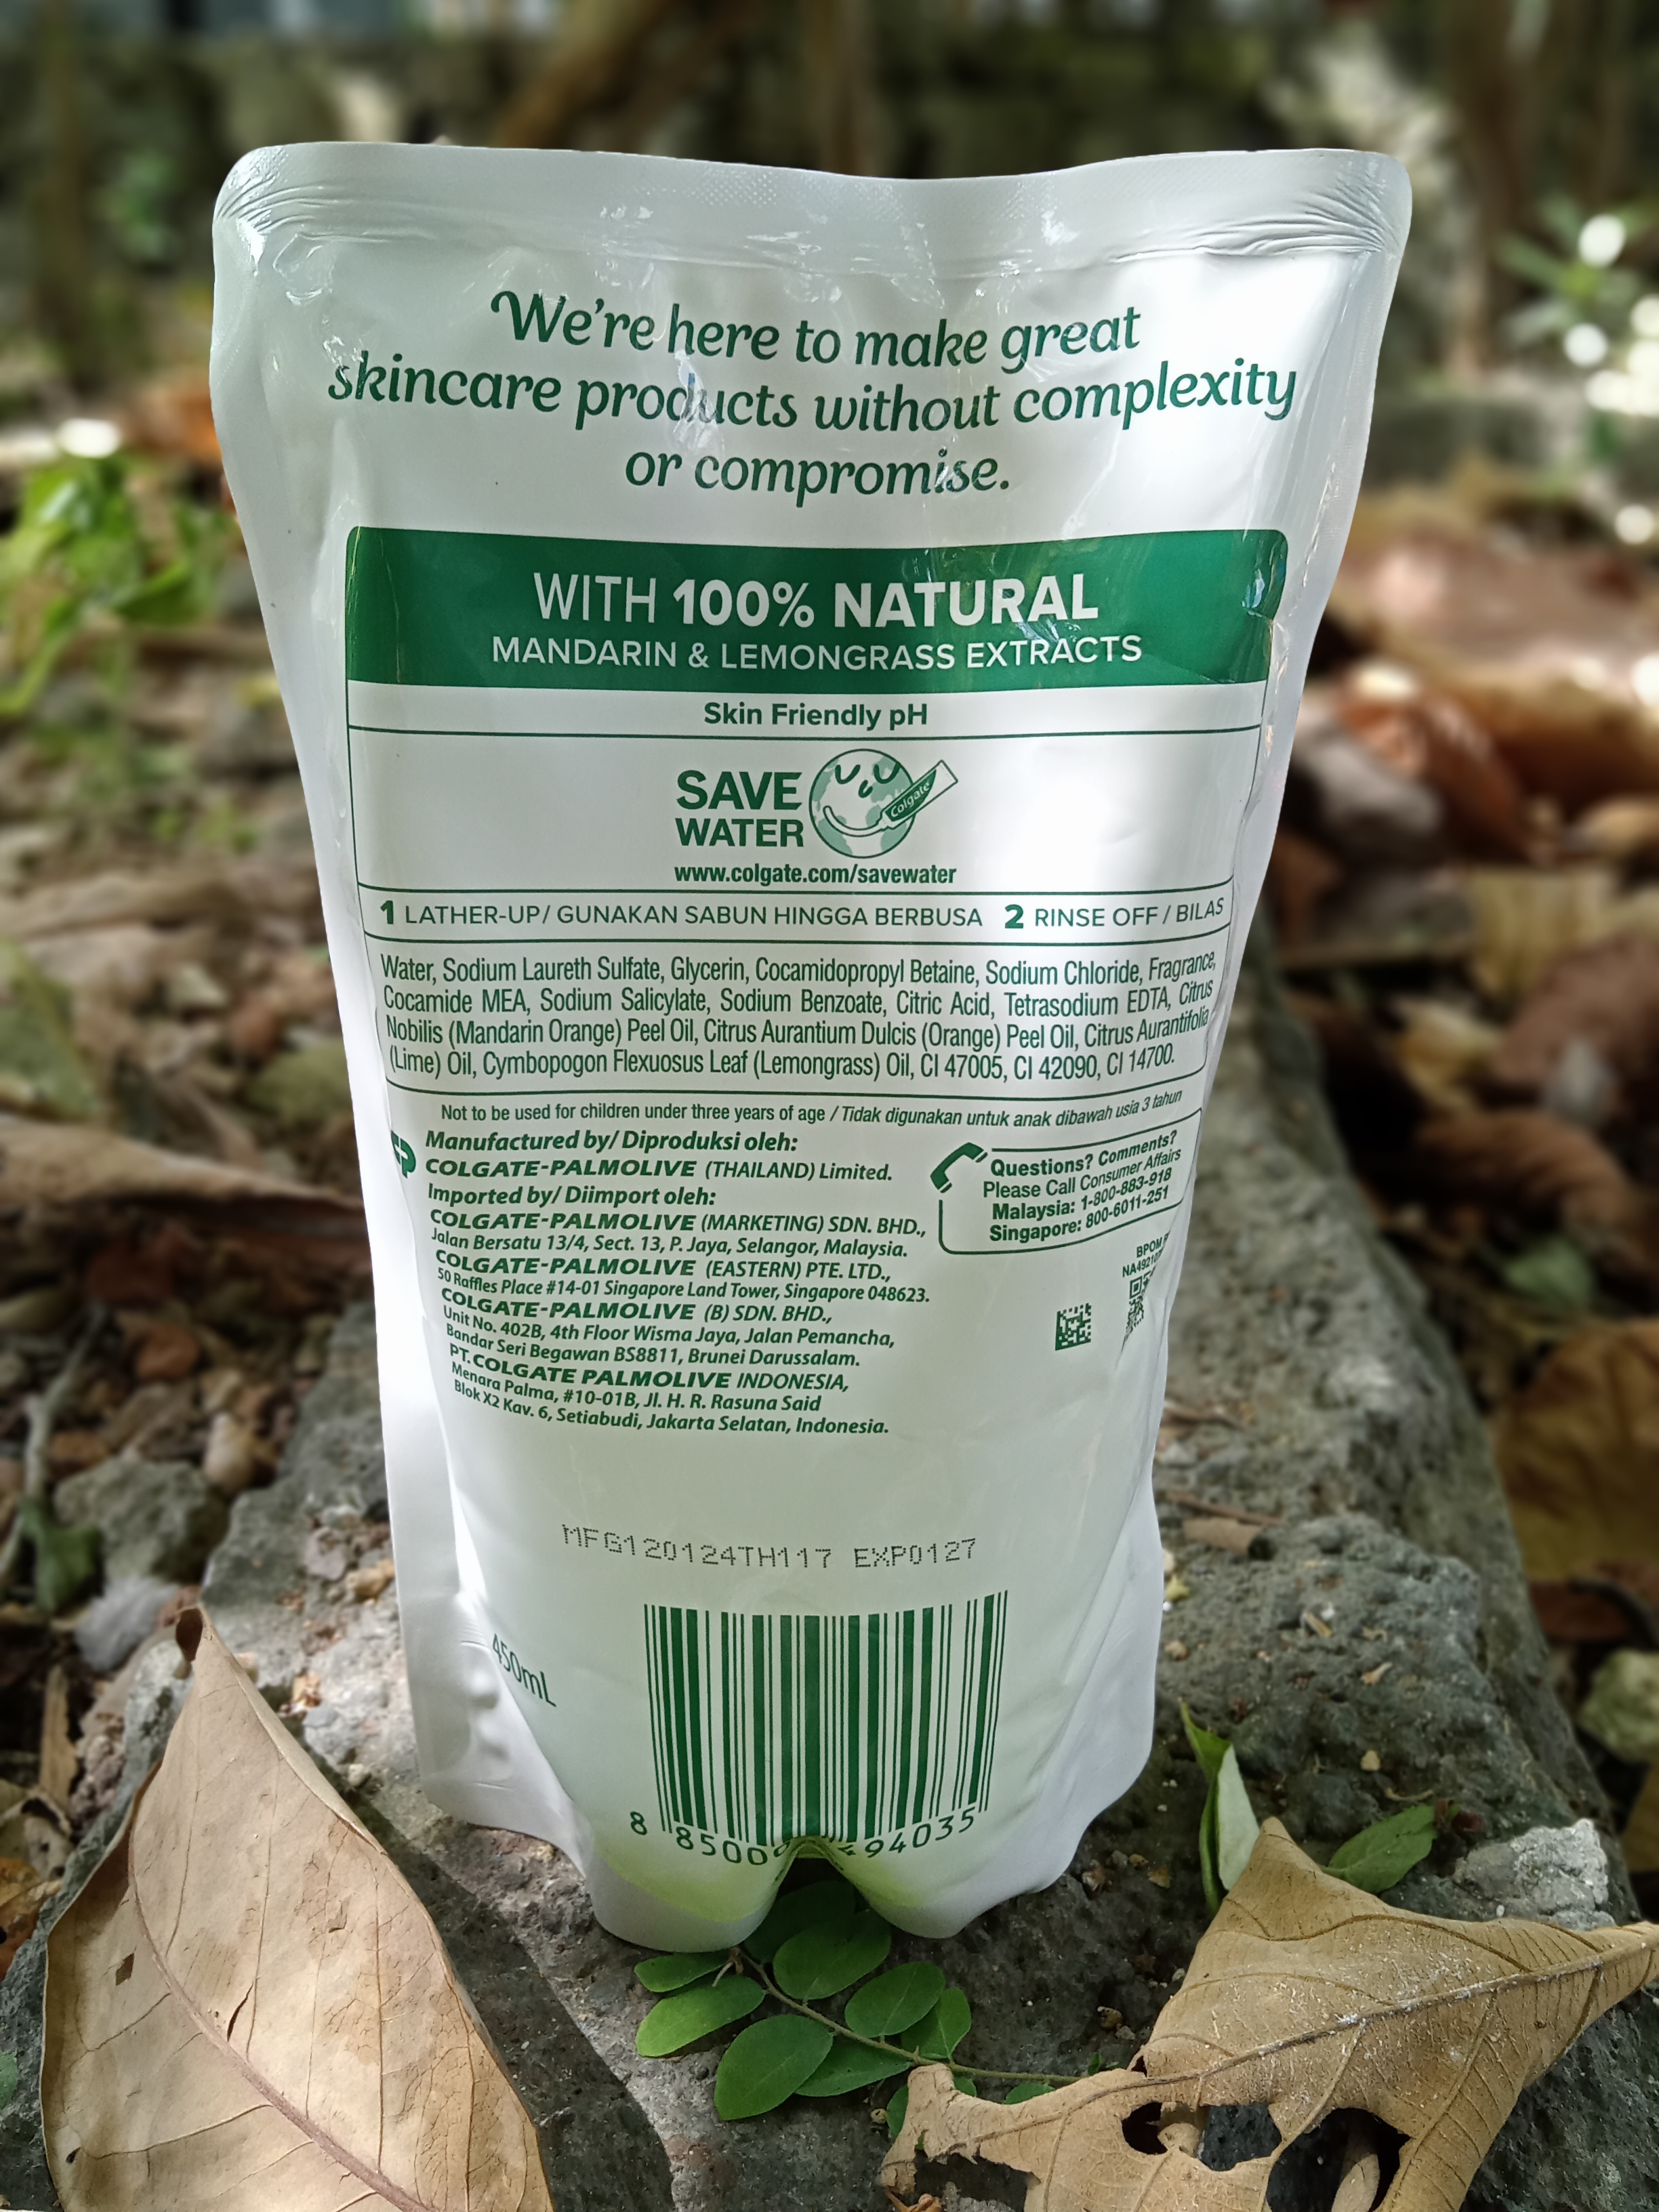 We're here to make great
skincare products without complexity
or compromise.
WITH 100% NATURAL
MANDARIN & LEMONGRASS EXTRACTS
Skin Friendly pH
SAVE
WATER
Colgate
www.colgate.com/savewater
1 LATHER-UP/ GUNAKAN SABUN HINGGA BERBUSA 2 RINSE OFF / BILAS
Water, Sodium Laureth Sulfate, Glycerin, Cocamidopropyl Betaine, Sodium Chloride, Fragrance,
Cocamide MEA, Sodium Salicylate, Sodium Benzoate, Citric Acid, Tetrasodium EDTA, Citrus
Nobilis (Mandarin Orange) Peel Oil, Citrus Aurantium Dulcis (Orange) Peel Oil, Citrus Aurantifolia
(Lime) Oil, Cymbopogon Flexuosus Leaf (Lemongrass) Oil, CI 47005, CI 42090, CI 14700.
Not to be used for children under three years of age / Tidak digunakan untuk anak dibawah usia 3 tahun
Manufactured by/ Diproduksi oleh:
COLGATE-PALMOLIVE (THAILAND) Limited.
Imported by/ Diimport oleh:
COLGATE-PALMOLIVE (MARKETING) SDN. BHD.,
Jalan Bersatu 13/4, Sect. 13, P. Jaya, Selangor, Malaysia.
COLGATE-PALMOLIVE (EASTERN) PTE. LTD.,
50 Raffles Place #14-01 Singapore Land Tower, Singapore 048623.
COLGATE-PALMOLIVE (B) SDN. BHD.,
Unit No. 402B, 4th Floor Wisma Jaya, Jalan Pemancha,
Bandar Seri Begawan BS8811, Brunei Darussalam.
PT. COLGATE PALMOLIVE INDONESIA,
Menara Palma, #10-01B, Jl. H. R. Rasuna Said
Blok X2 Kav. 6, Setiabudi, Jakarta Selatan, Indonesia.
Questions? Comments?
Please Call Consumer Affairs
Malaysia: 1-800-883-918
Singapore: 800-6011-251
BPOM
MFG120124TH117 EXP0127
450mL
8 85000 94035